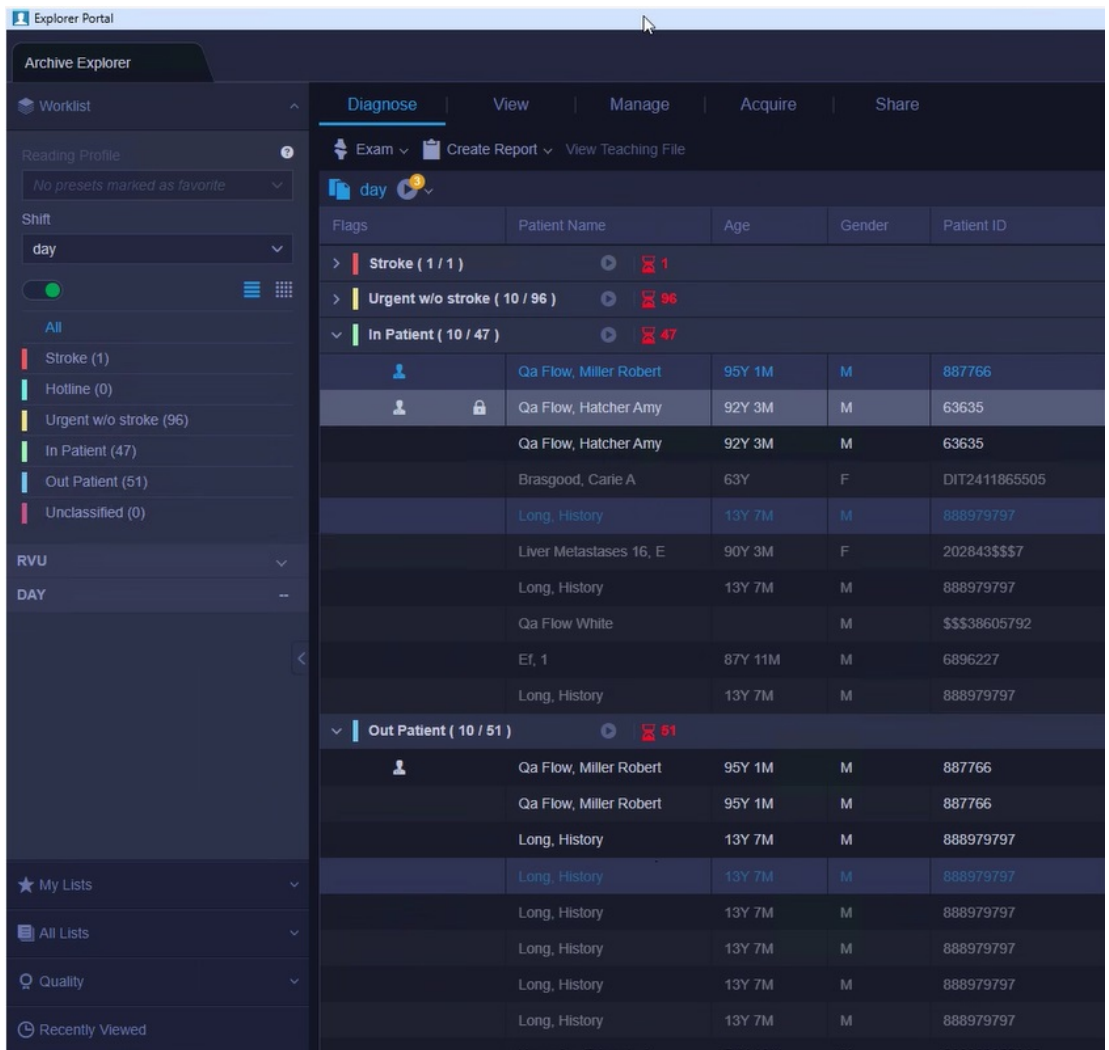 Explorer Portal
Archive Explorer
Worklist
Reading Profile ?
No presets marked as favorite
Shift
day
All
Stroke (1)
Hotline (0)
Urgent w/o stroke (96)
In Patient (47)
Out Patient (51)
Unclassified (0)
RVU
DAY --
My Lists
All Lists
Quality
Recently Viewed
Diagnose View Manage Acquire Share
Exam Create Report View Teaching File
day 3
Flags Patient Name Age Gender Patient ID
Stroke ( 1 / 1 ) 1
Urgent w/o stroke ( 10 / 96 ) 96
In Patient ( 10 / 47 ) 47
Qa Flow, Miller Robert 95Y 1M M 887766
Qa Flow, Hatcher Amy 92Y 3M M 63635
Qa Flow, Hatcher Amy 92Y 3M M 63635
Brasgood, Carie A 63Y F DIT2411865505
Long, History 13Y 7M M 888979797
Liver Metastases 16, E 90Y 3M F 202843$$$7
Long, History 13Y 7M M 888979797
Qa Flow White M $$$38605792
Ef, 1 87Y 11M M 6896227
Long, History 13Y 7M M 888979797
Out Patient ( 10 / 51 ) 51
Qa Flow, Miller Robert 95Y 1M M 887766
Qa Flow, Miller Robert 95Y 1M M 887766
Long, History 13Y 7M M 888979797
Long, History 13Y 7M M 888979797
Long, History 13Y 7M M 888979797
Long, History 13Y 7M M 888979797
Long, History 13Y 7M M 888979797
Long, History 13Y 7M M 888979797